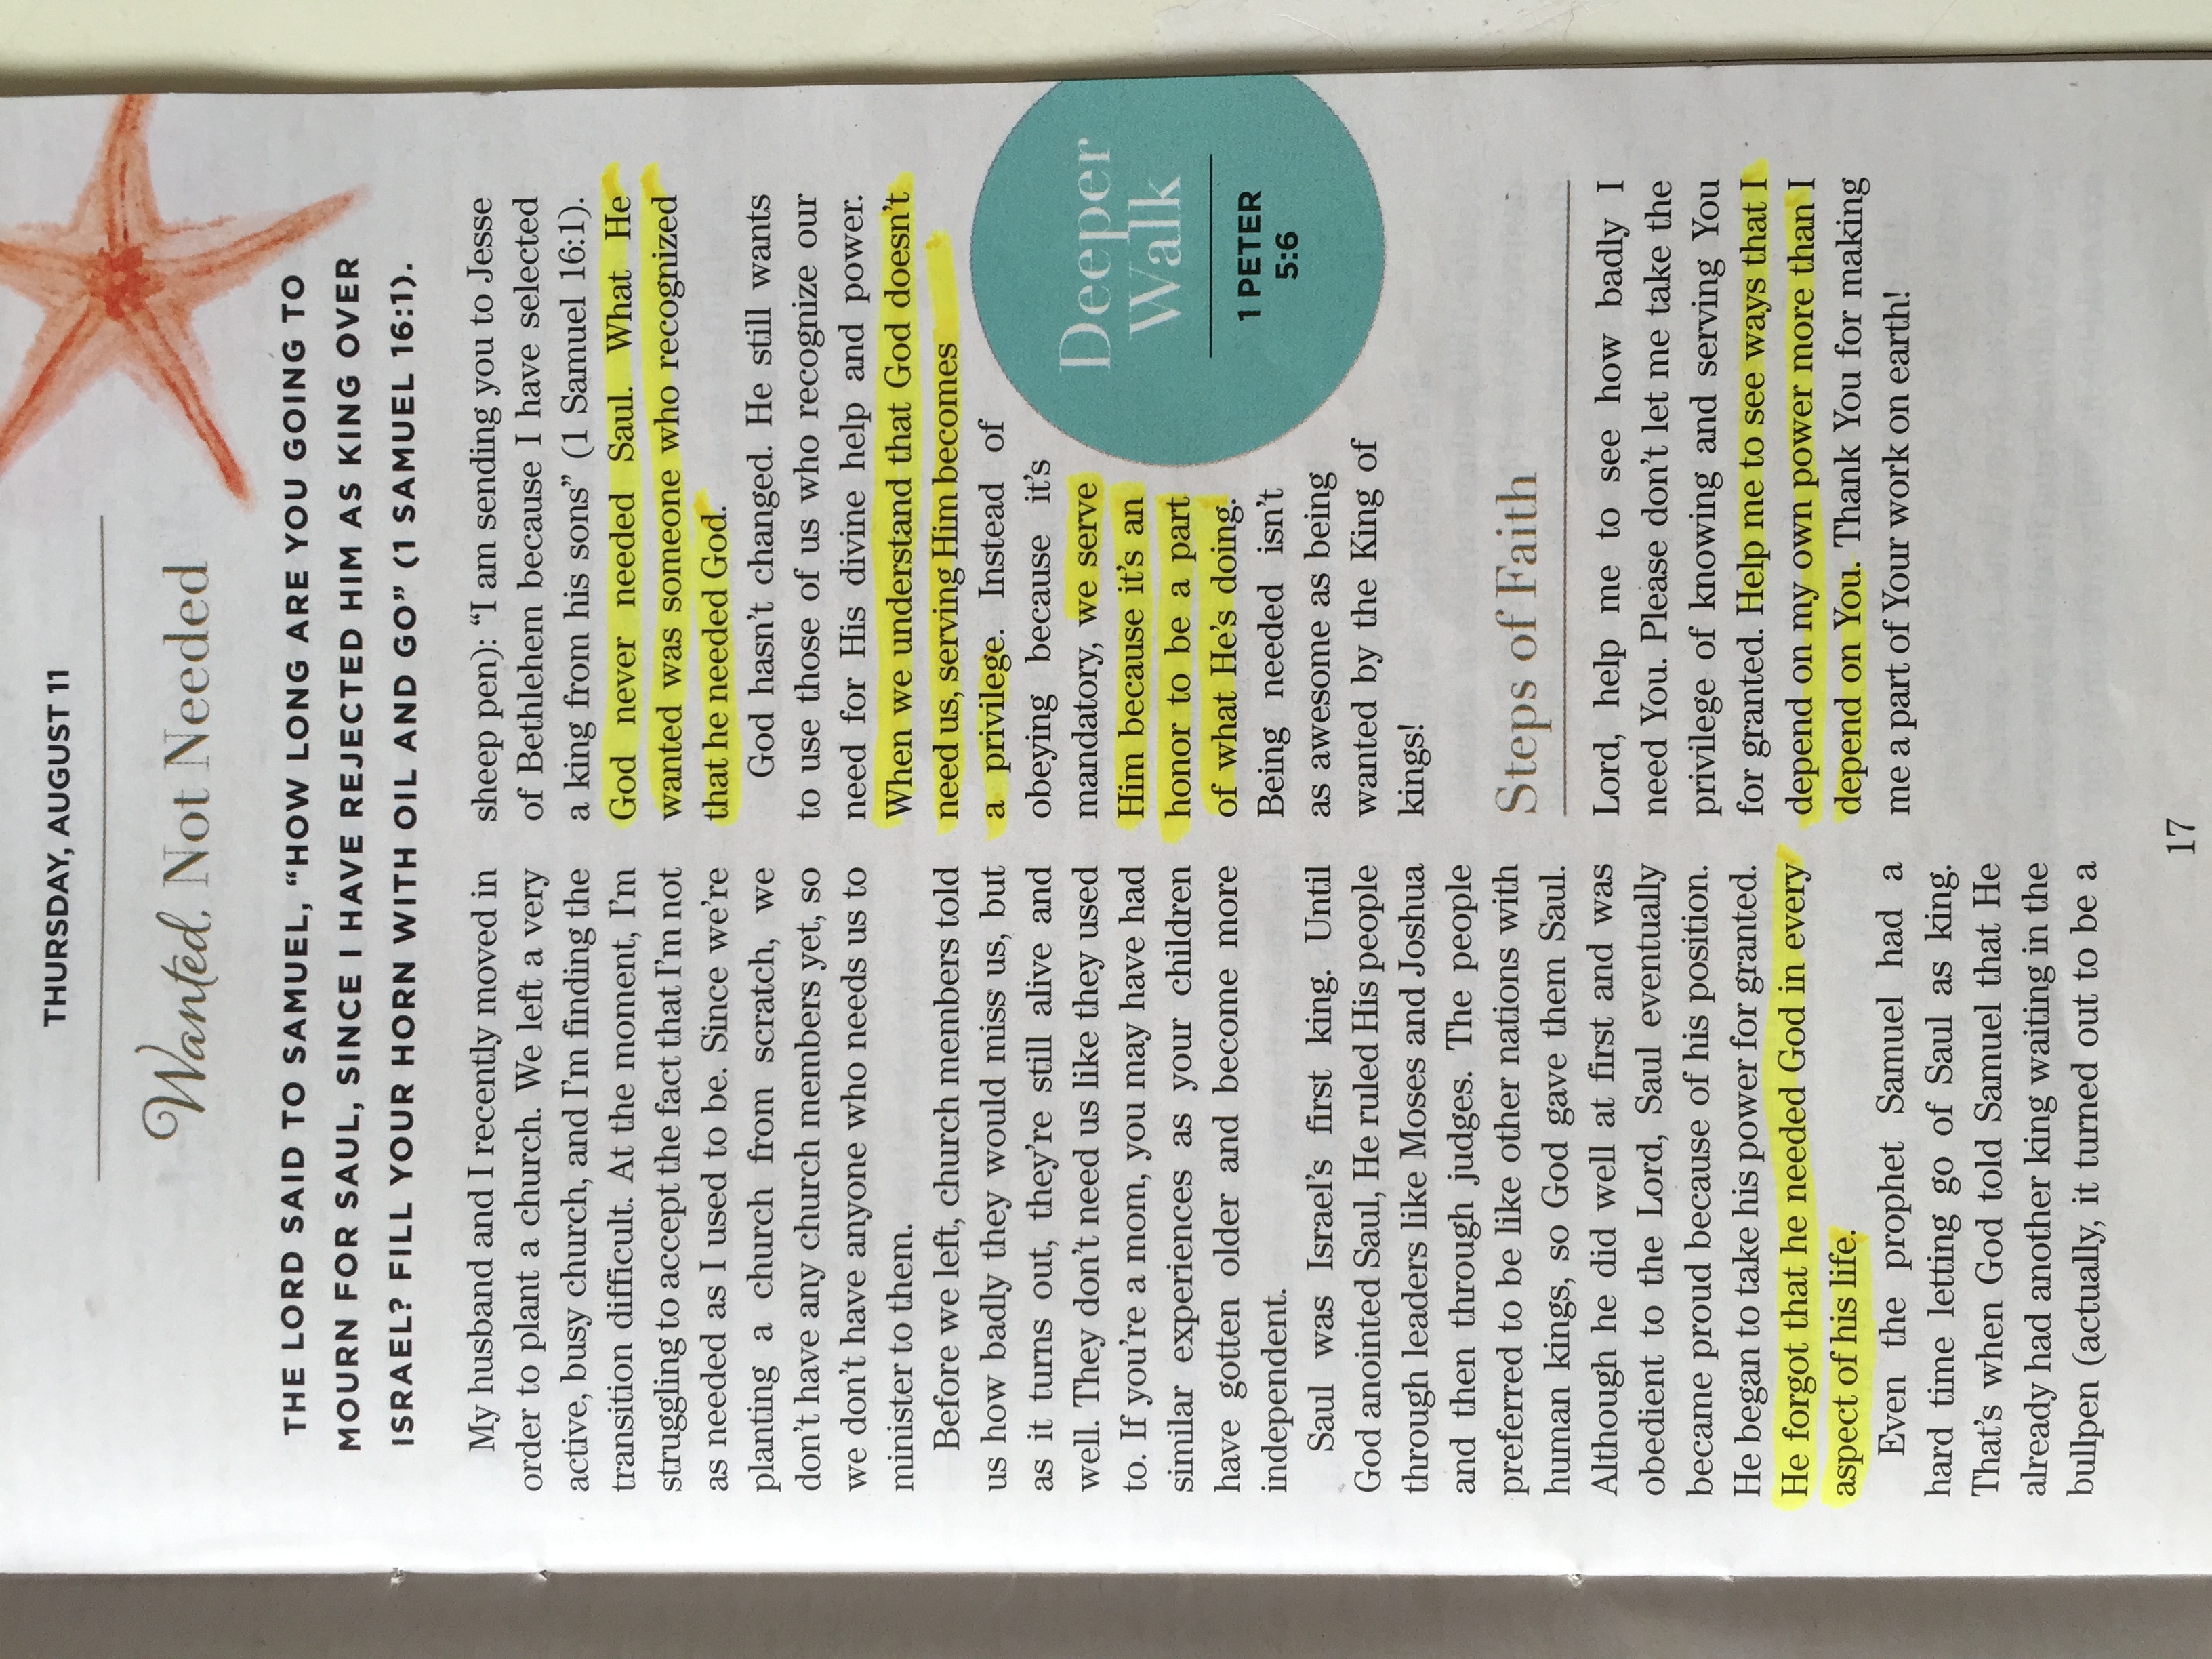 THURSDAY, AUGUST 11
Wanted, Not Needed
THE LORD SAID TO SAMUEL, “HOW LONG ARE YOU GOING TO
MOURN FOR SAUL, SINCE I HAVE REJECTED HIM AS KING OVER
ISRAEL? FILL YOUR HORN WITH OIL AND GO” (1 SAMUEL 16:1).
My husband and I recently moved in
order to plant a church. We left a very
active, busy church, and I’m finding the
transition difficult. At the moment, I’m
struggling to accept the fact that I’m not
as needed as I used to be. Since we’re
planting a church from scratch, we
don’t have any church members yet, so
we don’t have anyone who needs us to
minister to them.
Before we left, church members told
us how badly they would miss us, but
as it turns out, they’re still alive and
well. They don’t need us like they used
to. If you’re a mom, you may have had
similar experiences as your children
have gotten older and become more
independent.
Saul was Israel’s first king. Until
God anointed Saul, He ruled His people
through leaders like Moses and Joshua
and then through judges. The people
preferred to be like other nations with
human kings, so God gave them Saul.
Although he did well at first and was
obedient to the Lord, Saul eventually
became proud because of his position.
He began to take his power for granted.
He forgot that he needed God in every
aspect of his life.
Even the prophet Samuel had a
hard time letting go of Saul as king.
That’s when God told Samuel that He
already had another king waiting in the
bullpen (actually, it turned out to be a
sheep pen): “I am sending you to Jesse
of Bethlehem because I have selected
a king from his sons” (1 Samuel 16:1).
God never needed Saul. What He
wanted was someone who recognized
that he needed God.
God hasn’t changed. He still wants
to use those of us who recognize our
need for His divine help and power.
When we understand that God doesn’t
need us, serving Him becomes
a privilege. Instead of
obeying because it’s
mandatory, we serve
Him because it’s an
honor to be a part
of what He’s doing.
Being needed isn’t
as awesome as being
wanted by the King of
kings!
Deeper
Walk
1 PETER
5:6
Steps of Faith
Lord, help me to see how badly I
need You. Please don’t let me take the
privilege of knowing and serving You
for granted. Help me to see ways that I
depend on my own power more than I
depend on You. Thank You for making
me a part of Your work on earth!
17